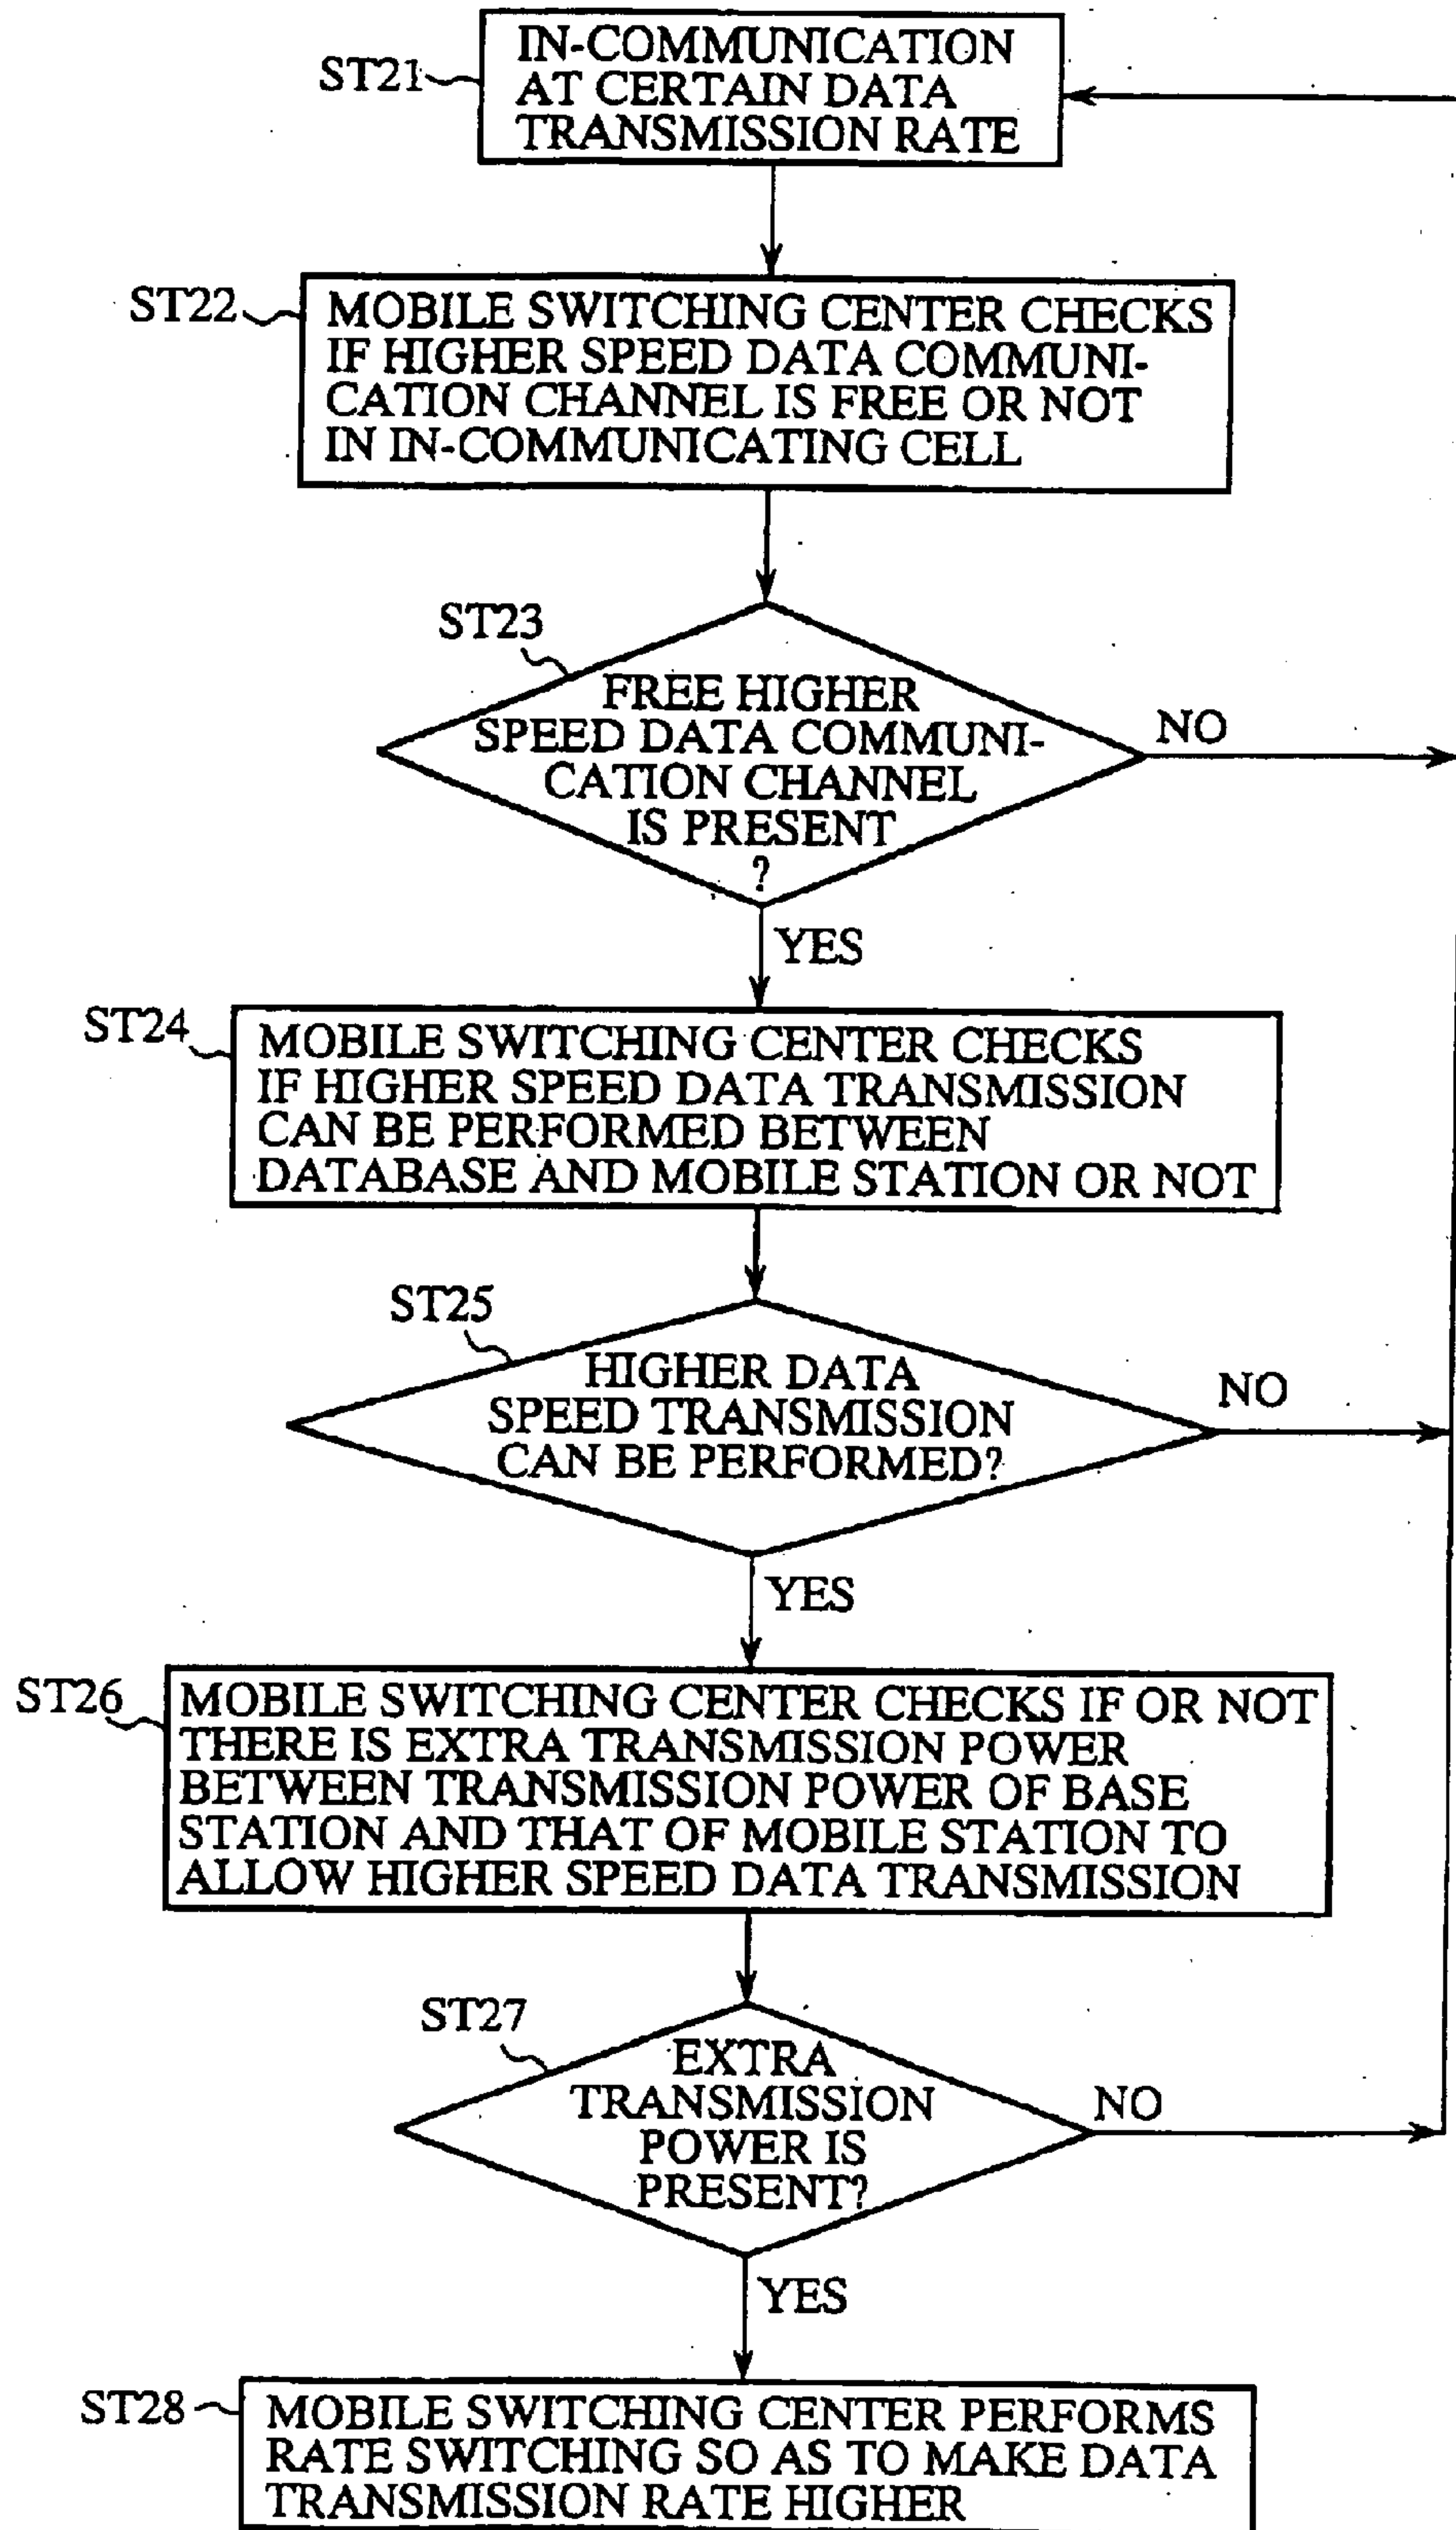 ST21
IN-COMMUNICATION
AT CERTAIN DATA
TRANSMISSION RATE
ST22
MOBILE SWITCHING CENTER CHECKS
IF HIGHER SPEED DATA COMMUNI-
CATION CHANNEL IS FREE OR NOT
IN IN-COMMUNICATING CELL
ST23
FREE HIGHER
SPEED DATA COMMUNI-
CATION CHANNEL
IS PRESENT
?
NO
YES
ST24
MOBILE SWITCHING CENTER CHECKS
IF HIGHER SPEED DATA TRANSMISSION
CAN BE PERFORMED BETWEEN
DATABASE AND MOBILE STATION OR NOT
ST25
HIGHER DATA
SPEED TRANSMISSION
CAN BE PERFORMED?
NO
YES
ST26
MOBILE SWITCHING CENTER CHECKS IF OR NOT
THERE IS EXTRA TRANSMISSION POWER
BETWEEN TRANSMISSION POWER OF BASE
STATION AND THAT OF MOBILE STATION TO
ALLOW HIGHER SPEED DATA TRANSMISSION
ST27
EXTRA
TRANSMISSION
POWER IS
PRESENT?
NO
YES
ST28
MOBILE SWITCHING CENTER PERFORMS
RATE SWITCHING SO AS TO MAKE DATA
TRANSMISSION RATE HIGHER